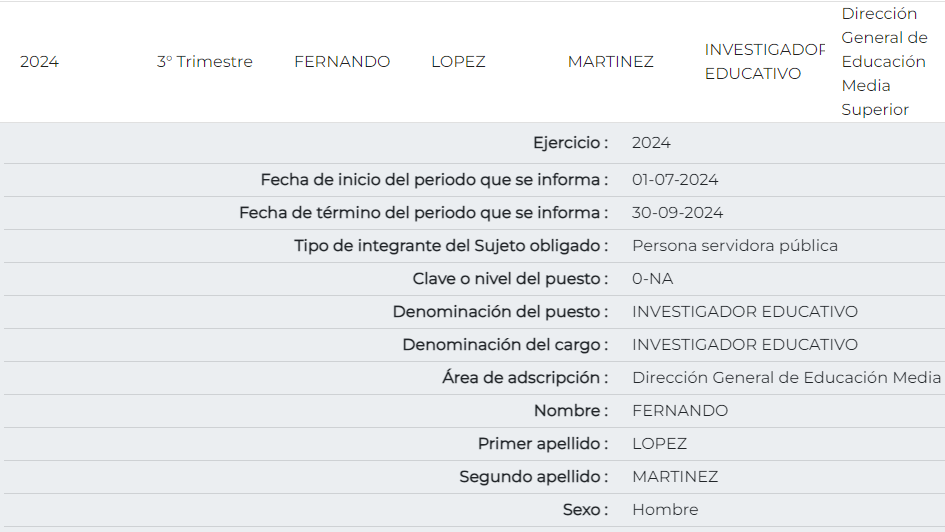 Dirección
General de
Educación
Media
Superior
2024 3° Trimestre FERNANDO LOPEZ MARTINEZ
INVESTIGADOR
EDUCATIVO
Ejercicio : 2024
Fecha de inicio del periodo que se informa : 01-07-2024
Fecha de término del periodo que se informa : 30-09-2024
Tipo de integrante del Sujeto obligado : Persona servidora pública
Clave o nivel del puesto : 0-NA
Denominación del puesto : INVESTIGADOR EDUCATIVO
Denominación del cargo : INVESTIGADOR EDUCATIVO
Área de adscripción : Dirección General de Educación Media
Nombre : FERNANDO
Primer apellido : LOPEZ
Segundo apellido : MARTINEZ
Sexo : Hombre